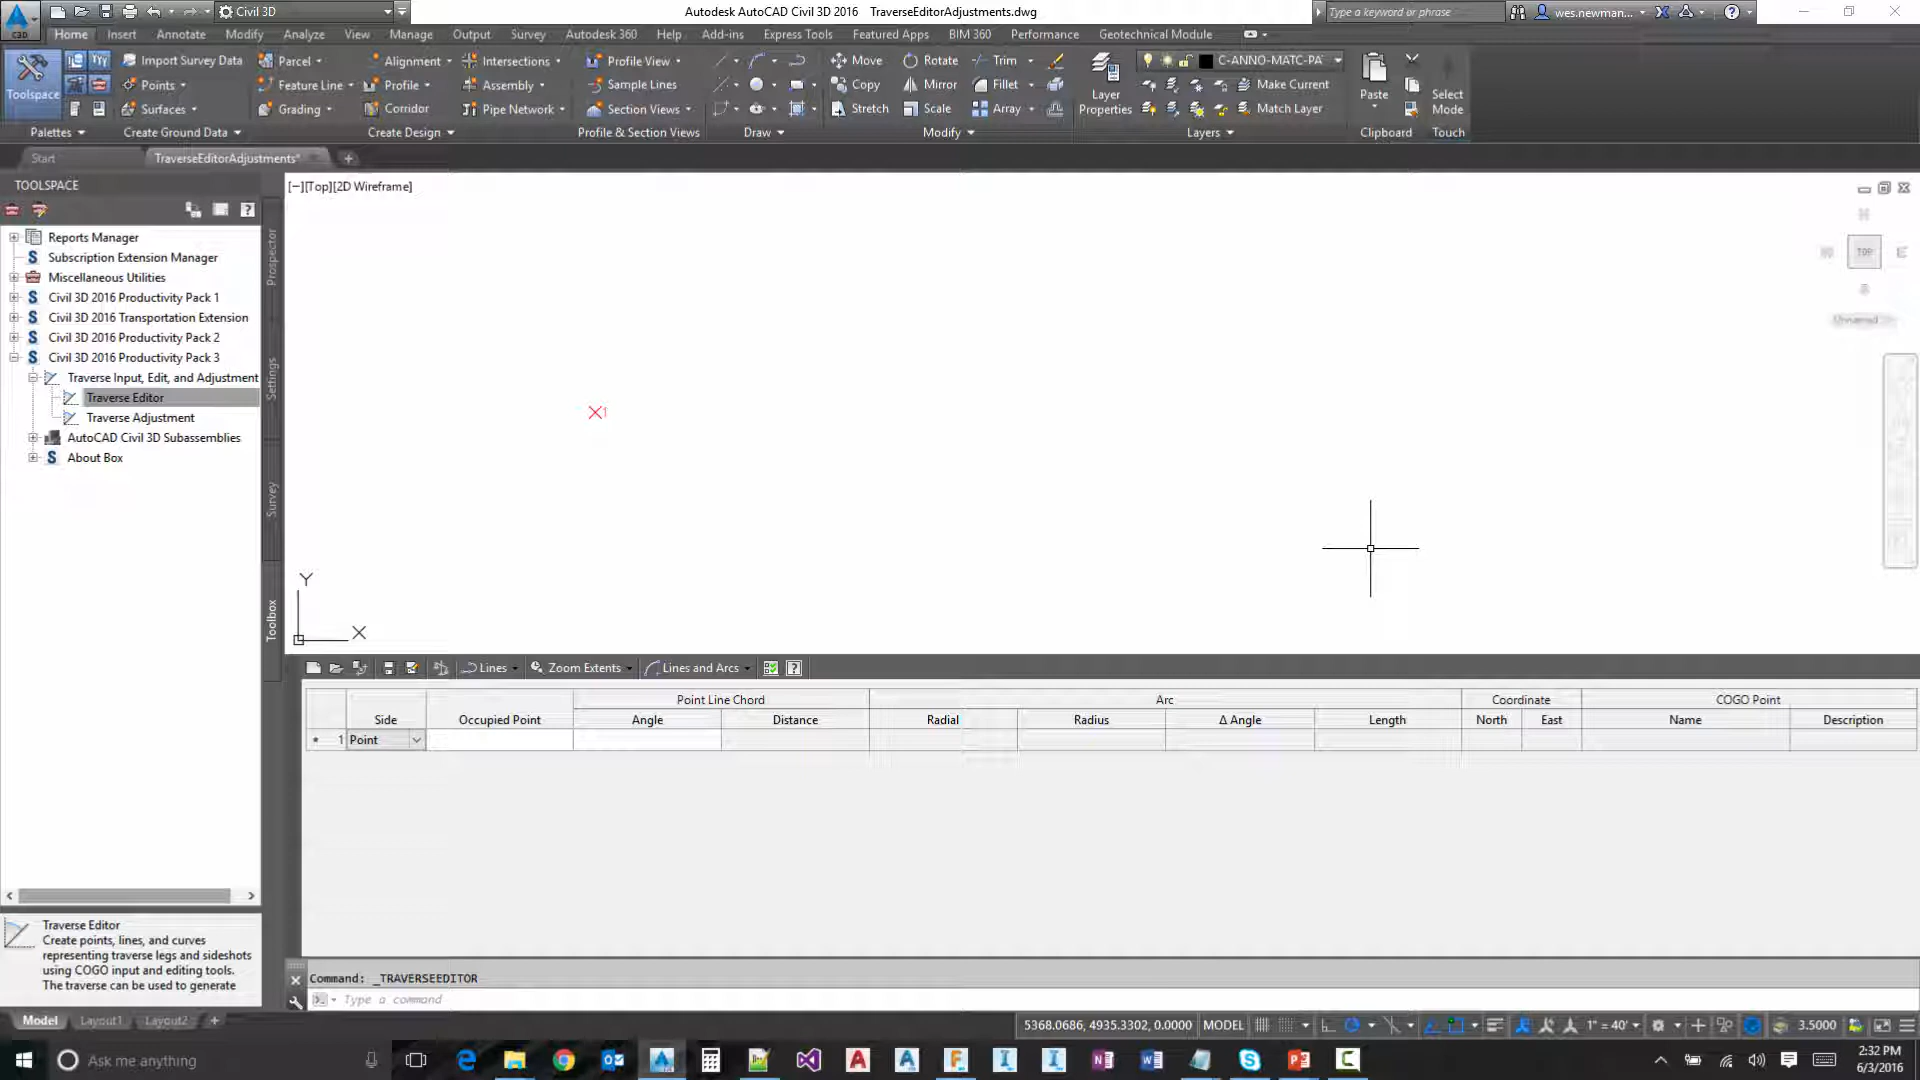 Civil 3D
Autodesk AutoCAD Civil 3D 2016 TraverseEditorAdjustments.dwg
Type a keyword or phrase
wes.newman...
C3D
Home Insert Annotate Modify Analyze View Manage Output Survey Autodesk 360 Help Add-ins Express Tools Featured Apps BIM 360 Performance Geotechnical Module
Toolspace
Import Survey Data
Points
Surfaces
Parcel
Feature Line
Grading
Alignment
Profile
Corridor
Intersections
Assembly
Pipe Network
Profile View
Sample Lines
Section Views
Move
Copy
Stretch
Rotate
Mirror
Scale
Trim
Fillet
Array
Layer
Properties
C-ANNO-MATC-PA
Make Current
Match Layer
Paste
Select
Mode
Palettes Create Ground Data Create Design Profile & Section Views Draw Modify Layers Clipboard Touch
Start
TraverseEditorAdjustments*
TOOLSPACE
Reports Manager
Subscription Extension Manager
Miscellaneous Utilities
Civil 3D 2016 Productivity Pack 1
Civil 3D 2016 Transportation Extension
Civil 3D 2016 Productivity Pack 2
Civil 3D 2016 Productivity Pack 3
Traverse Input, Edit, and Adjustment
Traverse Editor
Traverse Adjustment
AutoCAD Civil 3D Subassemblies
About Box
Prospector
Settings
Survey
Toolbox
[−][Top][2D Wireframe]
TOP
E
Unnamed
1
Y
X
Lines Zoom Extents Lines and Arcs
Point Line Chord Arc Coordinate COGO Point
Side Occupied Point Angle Distance Radial Radius Δ Angle Length North East Name Description
* 1 Point
Traverse Editor
Create points, lines, and curves
representing traverse legs and sideshots
using COGO input and editing tools.
The traverse can be used to generate
Command: _TRAVERSEEDITOR
Type a command
Model Layout1 Layout2
5368.0686, 4935.3302, 0.0000 MODEL 1" = 40' 3.5000
Ask me anything
2:32 PM
6/3/2016